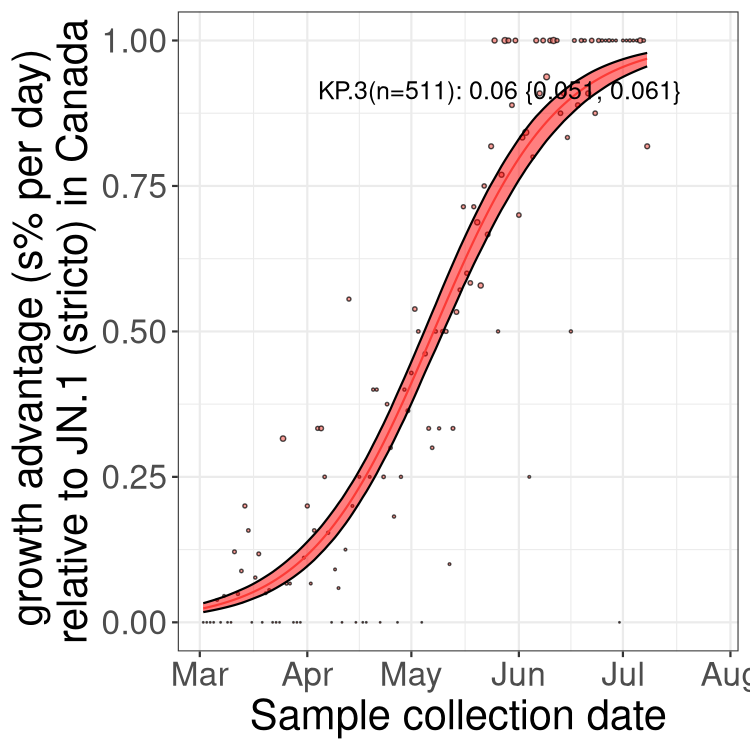 growth advantage (s% per day)
relative to JN.1 (stricto) in Canada
1.00
0.75
0.50
0.25
0.00
KP.3(n=511): 0.06 {0.051, 0.061}
Mar Apr May Jun Jul Aug
Sample collection date